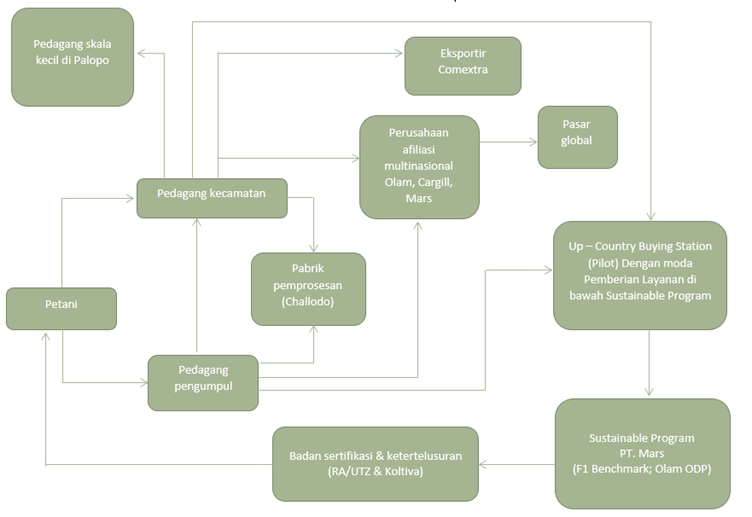 Pedagang skala
kecil di Palopo
Eksportir
Comextra
Perusahaan
afiliasi
multinasional
Olam, Cargill,
Mars
Pasar
global
Pedagang kecamatan
Up – Country Buying Station
(Pilot) Dengan moda
Pemberian Layanan di
bawah Sustainable Program
Pabrik
pemprosesan
(Challodo)
Petani
Pedagang
pengumpul
Sustainable Program
PT. Mars
(F1 Benchmark; Olam ODP)
Badan sertifikasi & ketertelusuran
(RA/UTZ & Koltiva)